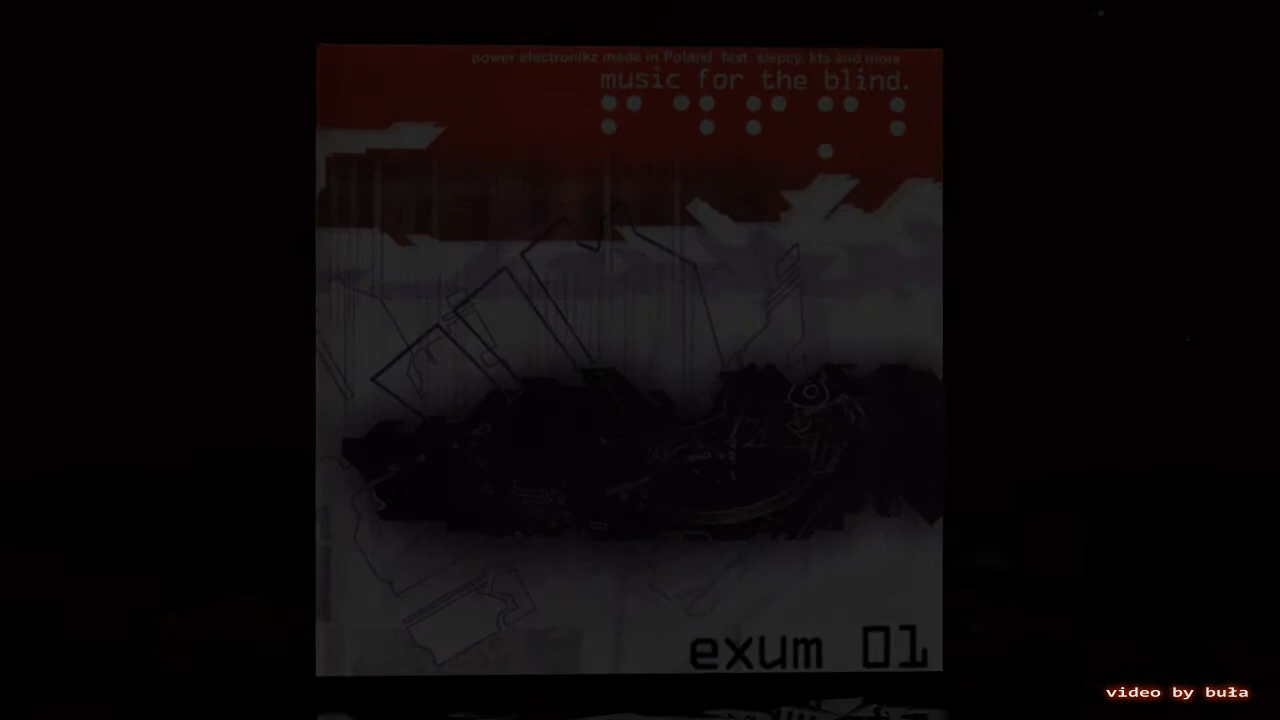 power electronikz made in Poland feat. slepcy, kts and more
music for the blind.
exum 01
video by buła